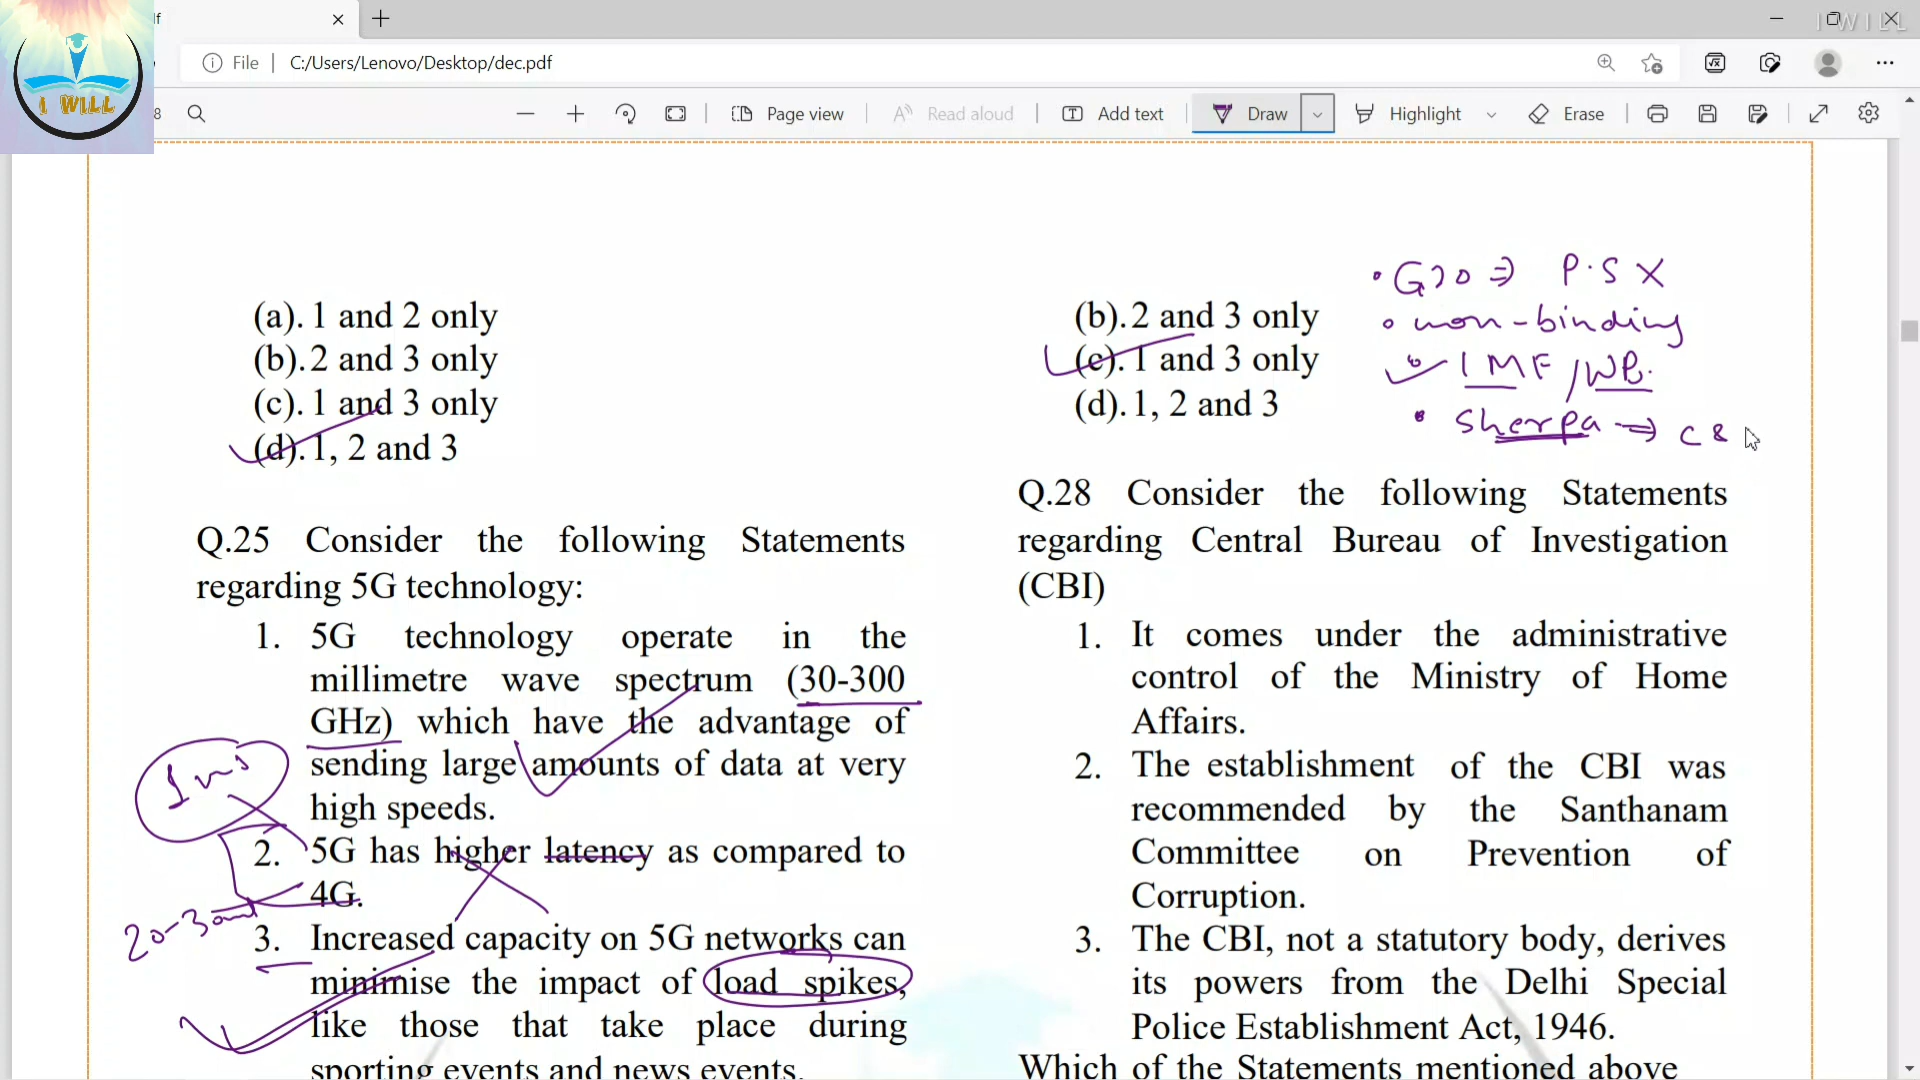 I WILL
df
I WILL
File
C:/Users/Lenovo/Desktop/dec.pdf
8
Page view
Read aloud
Add text
Draw
Highlight
Erase
(a). 1 and 2 only
(b). 2 and 3 only
(c). 1 and 3 only
(d). 1, 2 and 3
Q.25 Consider the following Statements
regarding 5G technology:
1. 5G technology operate in the
millimetre wave spectrum (30-300
GHz) which have the advantage of
sending large amounts of data at very
high speeds.
1ms
2. 5G has higher latency as compared to
4G.
20-30
3. Increased capacity on 5G networks can
minimise the impact of load spikes,
like those that take place during
sporting events and news events.
(b). 2 and 3 only
(c). 1 and 3 only
(d). 1, 2 and 3
G20 ⇒ P.S X
non-binding
IMF / WB.
Sherpa ⇒ C &
Q.28 Consider the following Statements
regarding Central Bureau of Investigation
(CBI)
1. It comes under the administrative
control of the Ministry of Home
Affairs.
2. The establishment of the CBI was
recommended by the Santhanam
Committee on Prevention of
Corruption.
3. The CBI, not a statutory body, derives
its powers from the Delhi Special
Police Establishment Act, 1946.
Which of the Statements mentioned above